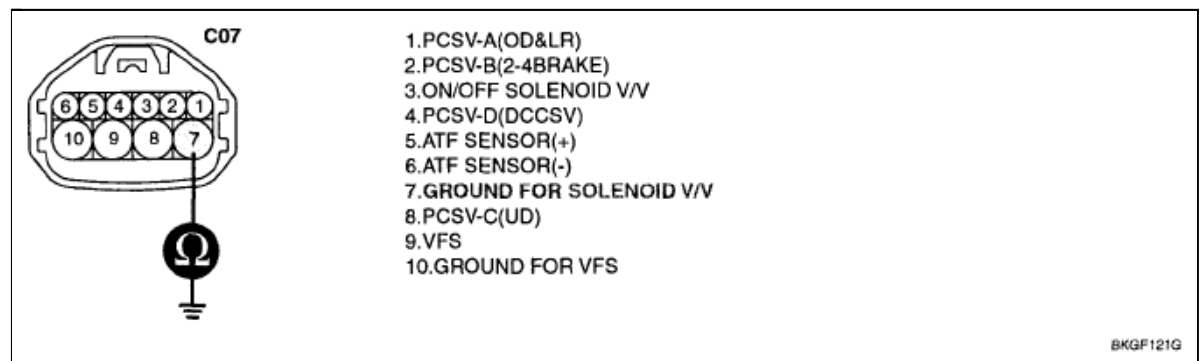 C07
6 5 4 3 2 1
10 9 8 7
Ω
1.PCSV-A(OD&LR)
2.PCSV-B(2-4BRAKE)
3.ON/OFF SOLENOID V/V
4.PCSV-D(DCCSV)
5.ATF SENSOR(+)
6.ATF SENSOR(-)
7.GROUND FOR SOLENOID V/V
8.PCSV-C(UD)
9.VFS
10.GROUND FOR VFS
BKGF121G